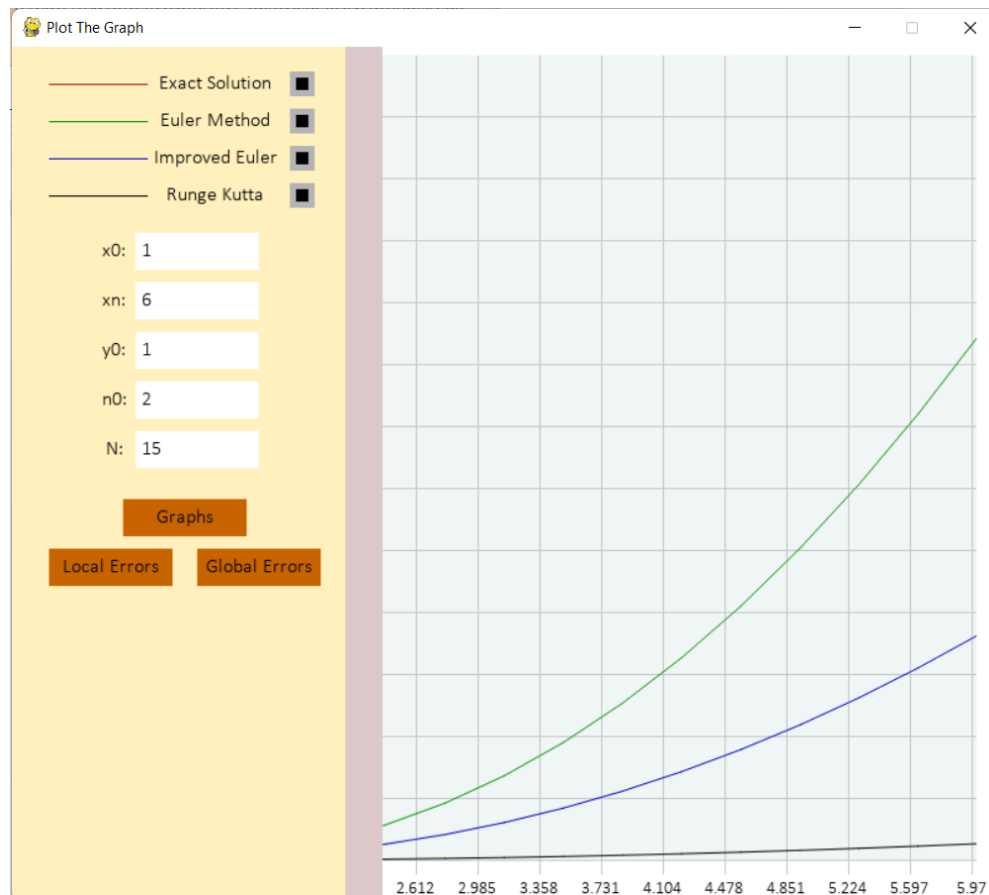 Plot The Graph
Exact Solution
Euler Method
Improved Euler
Runge Kutta
x0: 1
xn: 6
y0: 1
n0: 2
N: 15
Graphs
Local Errors Global Errors
2.612 2.985 3.358 3.731 4.104 4.478 4.851 5.224 5.597 5.97